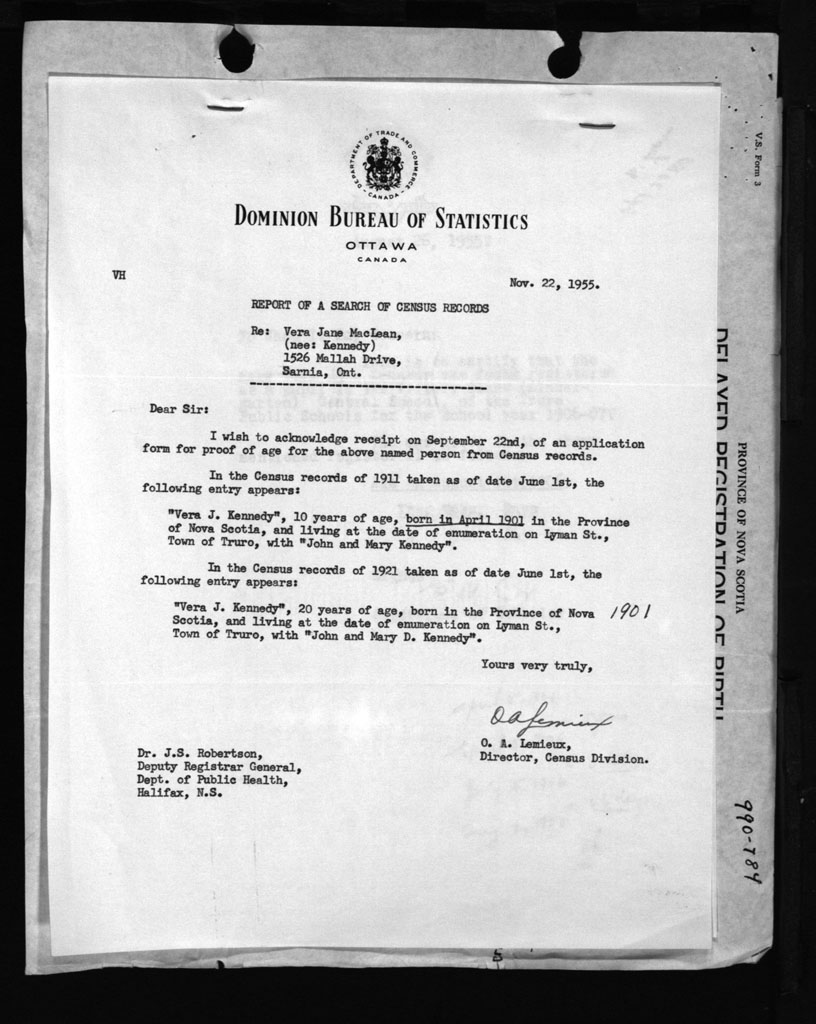 DEPARTMENT OF TRADE AND COMMERCE
CANADA
DOMINION BUREAU OF STATISTICS
OTTAWA
CANADA
VH
Nov. 22, 1955.
REPORT OF A SEARCH OF CENSUS RECORDS
Re: Vera Jane MacLean,
(nee: Kennedy)
1526 Mallah Drive,
Sarnia, Ont.
Dear Sir:
I wish to acknowledge receipt on September 22nd, of an application
form for proof of age for the above named person from Census records.
In the Census records of 1911 taken as of date June 1st, the
following entry appears:
"Vera J. Kennedy", 10 years of age, born in April 1901 in the Province
of Nova Scotia, and living at the date of enumeration on Lyman St.,
Town of Truro, with "John and Mary Kennedy".
In the Census records of 1921 taken as of date June 1st, the
following entry appears:
"Vera J. Kennedy", 20 years of age, born in the Province of Nova 1901
Scotia, and living at the date of enumeration on Lyman St.,
Town of Truro, with "John and Mary D. Kennedy".
Yours very truly,
O A Lemieux
O. A. Lemieux,
Director, Census Division.
Dr. J.S. Robertson,
Deputy Registrar General,
Dept. of Public Health,
Halifax, N.S.
V.S. Form 3
PROVINCE OF NOVA SCOTIA
DELAYED REGISTRATION OF BIRTH
990-784